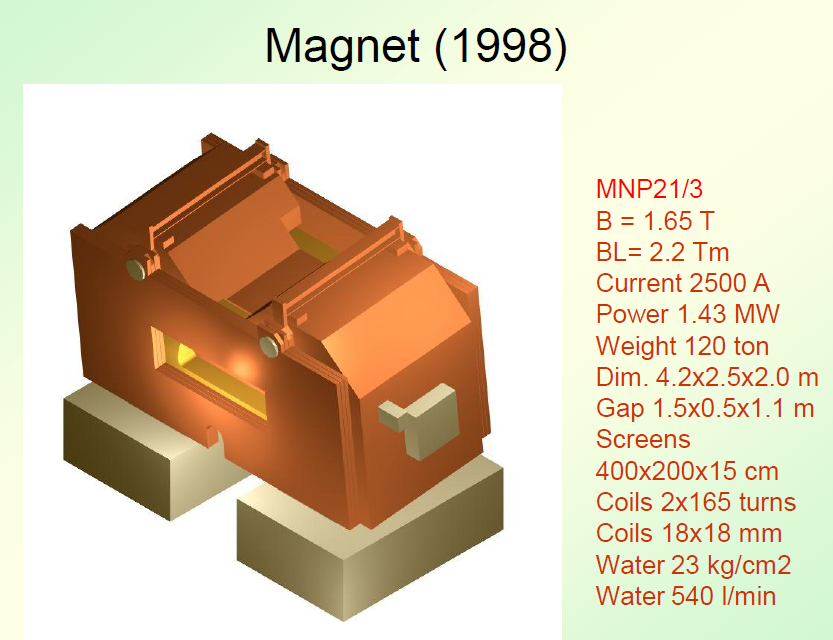 Magnet (1998)
MNP21/3
B = 1.65 T
BL= 2.2 Tm
Current 2500 A
Power 1.43 MW
Weight 120 ton
Dim. 4.2x2.5x2.0 m
Gap 1.5x0.5x1.1 m
Screens
400x200x15 cm
Coils 2x165 turns
Coils 18x18 mm
Water 23 kg/cm2
Water 540 l/min